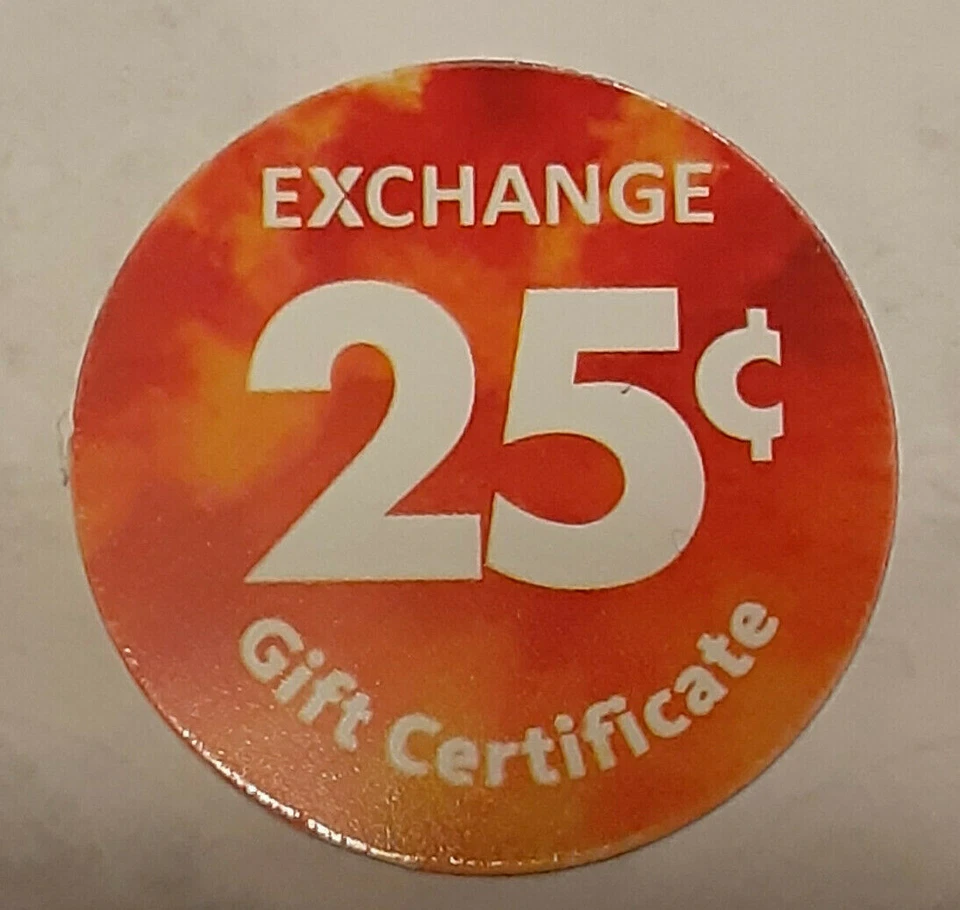 EXCHANGE
25¢
Gift Certificate